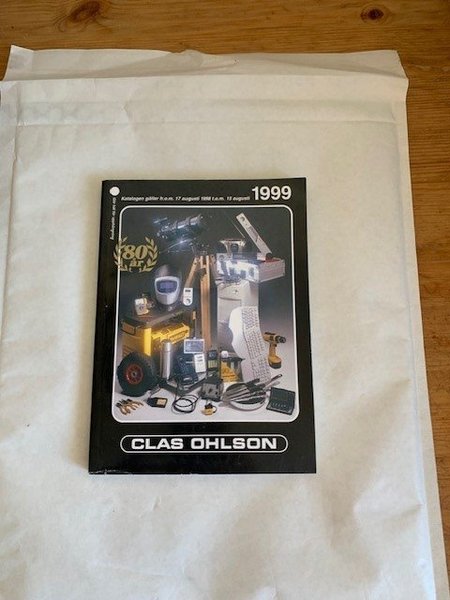 Katalogen gäller fr.o.m. 17 augusti 1998 t.o.m. 15 augusti 1999
80
år
CLAS OHLSON